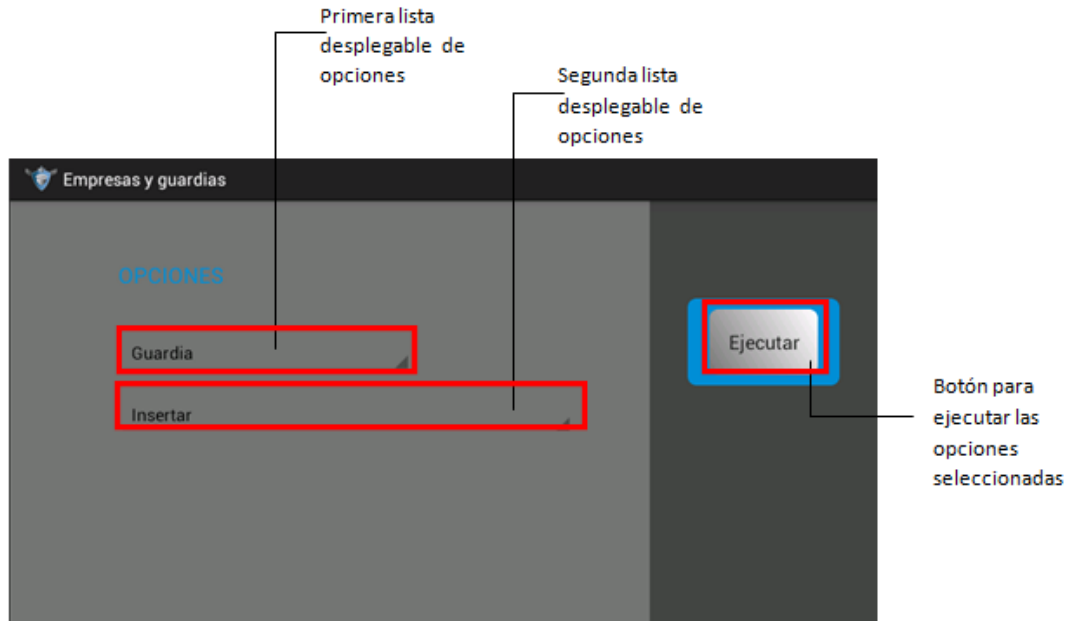 Primera lista
desplegable de
opciones
Segunda lista
desplegable de
opciones
Empresas y guardias
OPCIONES
Guardia
Insertar
Ejecutar
Botón para
ejecutar las
opciones
seleccionadas